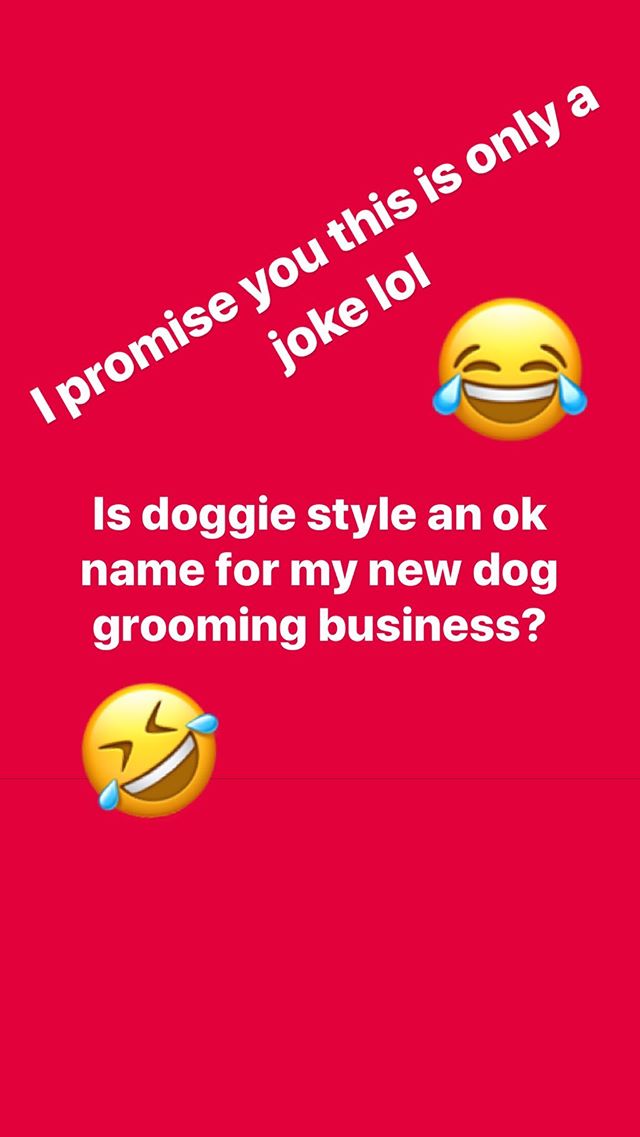 I promise you this is only a
joke lol
Is doggie style an ok
name for my new dog
grooming business?